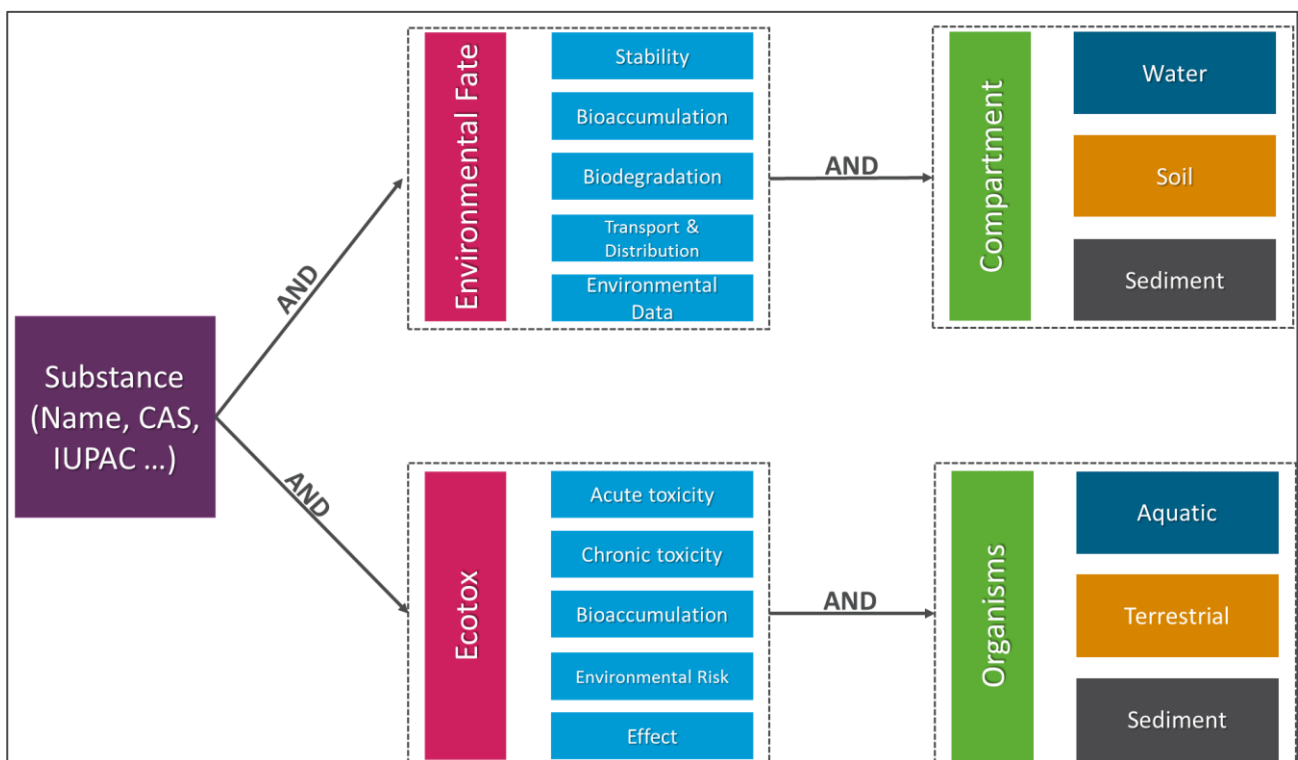 Environmental Fate
Stability
Bioaccumulation
Biodegradation
Transport &
Distribution
Environmental
Data
AND
Compartment
Water
Soil
Sediment
AND
Substance
(Name, CAS,
IUPAC ...)
AND
Ecotox
Acute toxicity
Chronic toxicity
Bioaccumulation
Environmental Risk
Effect
AND
Organisms
Aquatic
Terrestrial
Sediment